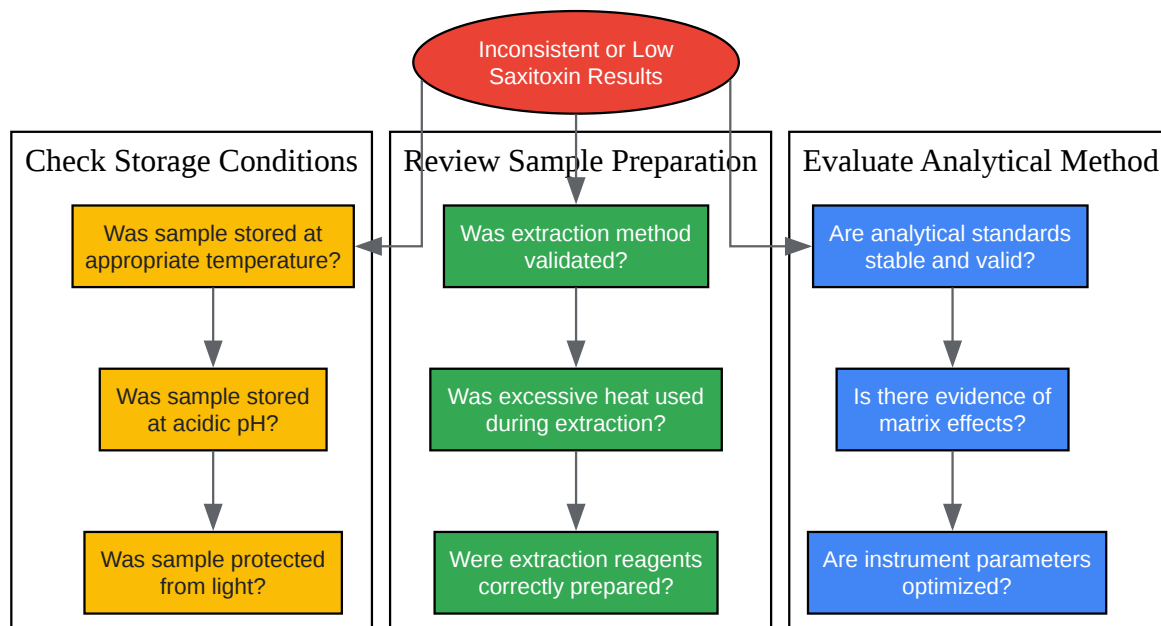 Inconsistent or Low
Saxitoxin Results
Check Storage Conditions
Was sample stored at
appropriate temperature?
Was sample stored
at acidic pH?
Was sample protected
from light?
Review Sample Preparation
Was extraction method
validated?
Was excessive heat used
during extraction?
Were extraction reagents
correctly prepared?
Evaluate Analytical Method
Are analytical standards
stable and valid?
Is there evidence of
matrix effects?
Are instrument parameters
optimized?